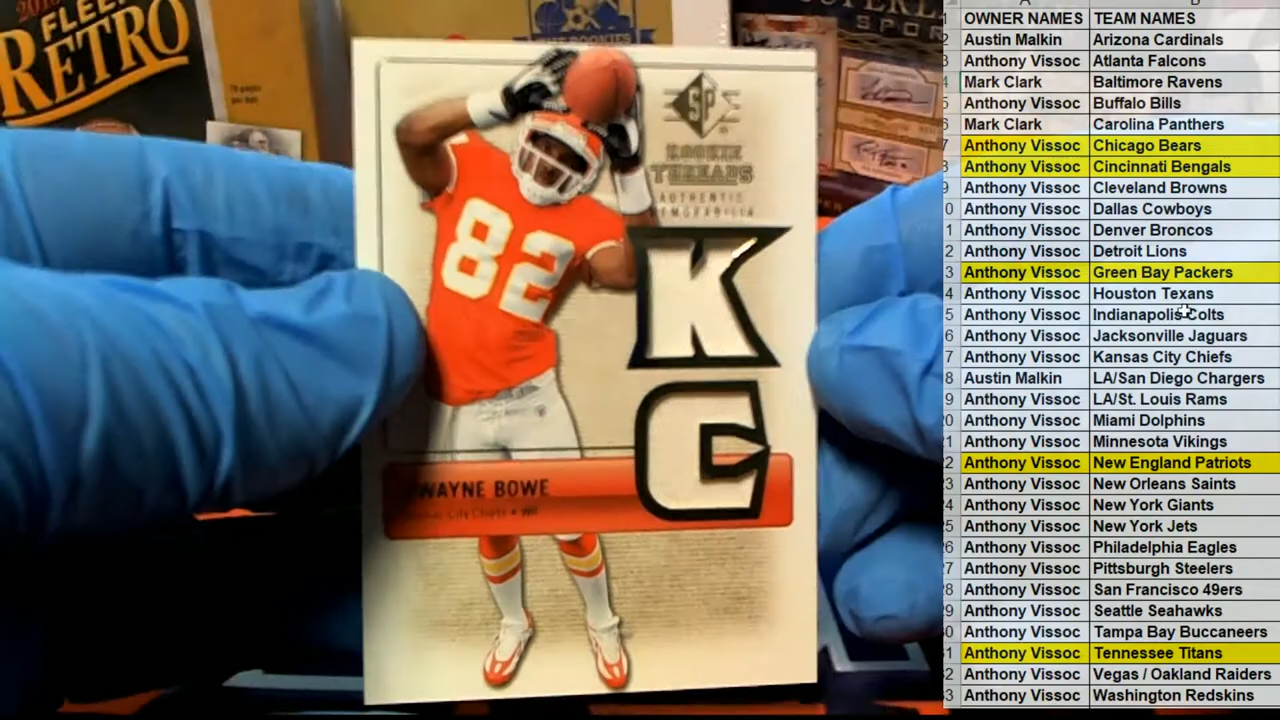 FLEER
RETRO
SPOR
SP
ROOKIE
THREADS
AUTHENTIC
MEMORABILIA
82
K
C
WAYNE BOWE
City Chiefs • WR
OWNER NAMES TEAM NAMES
Austin Malkin Arizona Cardinals
Anthony Vissoc Atlanta Falcons
Mark Clark Baltimore Ravens
Anthony Vissoc Buffalo Bills
Mark Clark Carolina Panthers
Anthony Vissoc Chicago Bears
Anthony Vissoc Cincinnati Bengals
Anthony Vissoc Cleveland Browns
Anthony Vissoc Dallas Cowboys
Anthony Vissoc Denver Broncos
Anthony Vissoc Detroit Lions
Anthony Vissoc Green Bay Packers
Anthony Vissoc Houston Texans
Anthony Vissoc Indianapolis Colts
Anthony Vissoc Jacksonville Jaguars
Anthony Vissoc Kansas City Chiefs
Austin Malkin LA/San Diego Chargers
Anthony Vissoc LA/St. Louis Rams
Anthony Vissoc Miami Dolphins
Anthony Vissoc Minnesota Vikings
Anthony Vissoc New England Patriots
Anthony Vissoc New Orleans Saints
Anthony Vissoc New York Giants
Anthony Vissoc New York Jets
Anthony Vissoc Philadelphia Eagles
Anthony Vissoc Pittsburgh Steelers
Anthony Vissoc San Francisco 49ers
Anthony Vissoc Seattle Seahawks
Anthony Vissoc Tampa Bay Buccaneers
Anthony Vissoc Tennessee Titans
Anthony Vissoc Vegas / Oakland Raiders
Anthony Vissoc Washington Redskins